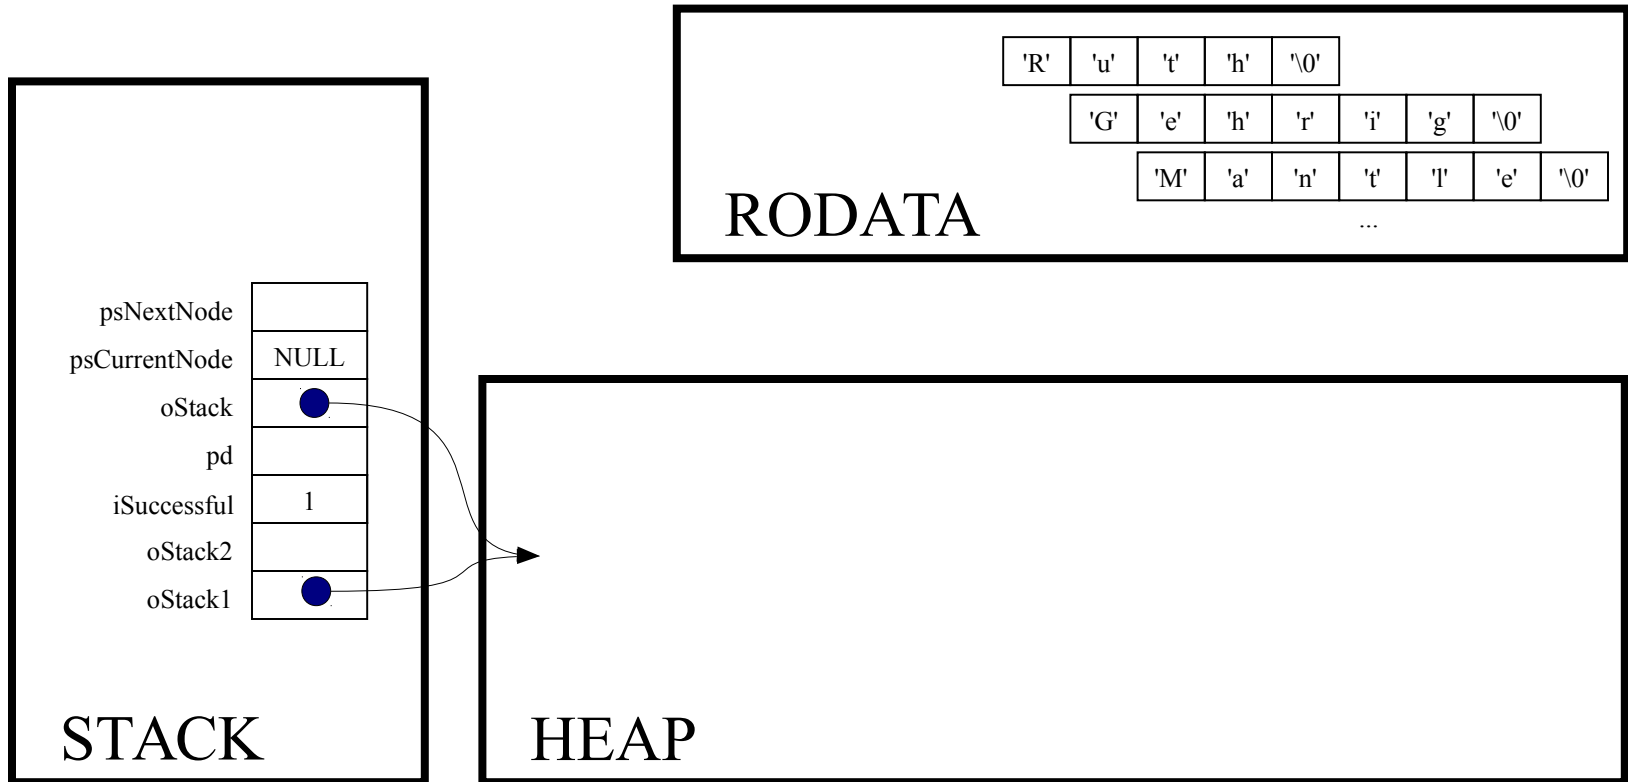 'R' 'u' 't' 'h' '\0'
'G' 'e' 'h' 'r' 'i' 'g' '\0'
'M' 'a' 'n' 't' 'l' 'e' '\0'
...
RODATA
psNextNode
psCurrentNode NULL
oStack
pd
iSuccessful 1
oStack2
oStack1
STACK
HEAP